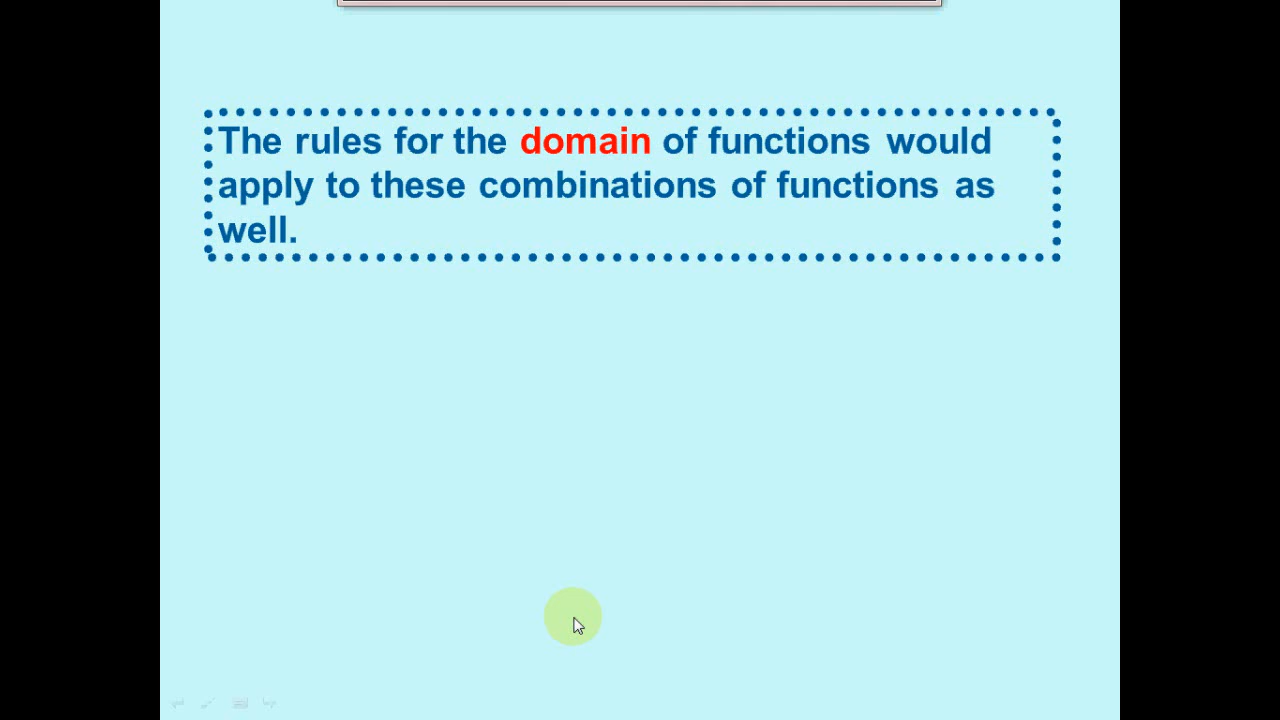 The rules for the domain of functions would
apply to these combinations of functions as
well.